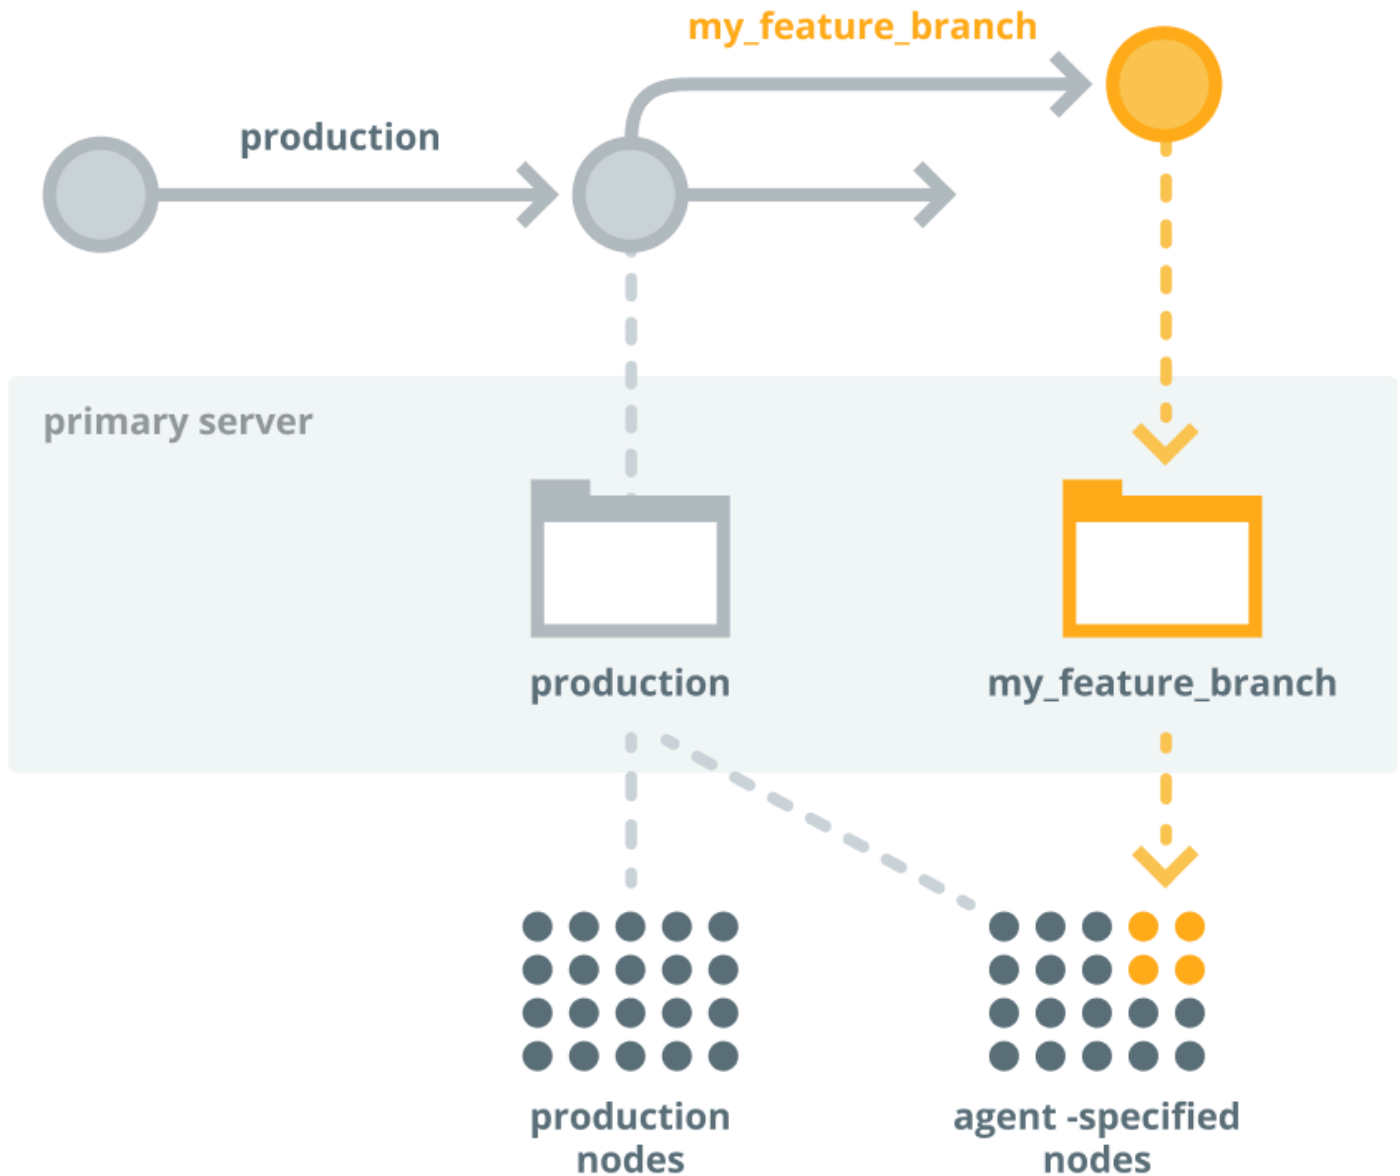 my_feature_branch
production
primary server
production
my_feature_branch
production
nodes
agent -specified
nodes